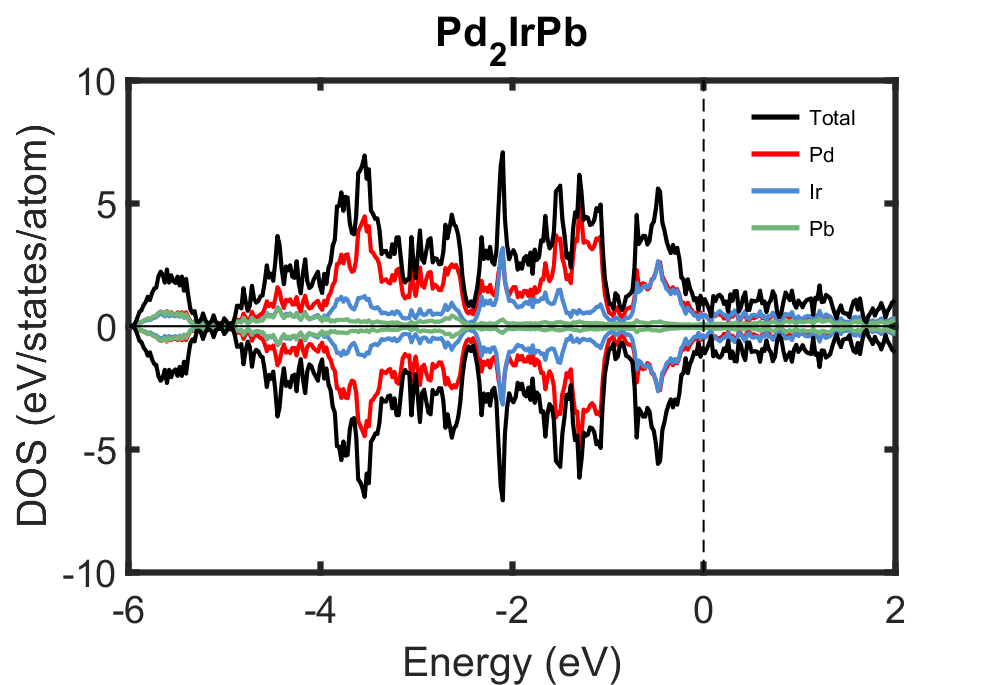 Pd2IrPb
10
5
0
-5
-10
DOS (eV/states/atom)
Total
Pd
Ir
Pb
-6 -4 -2 0 2
Energy (eV)